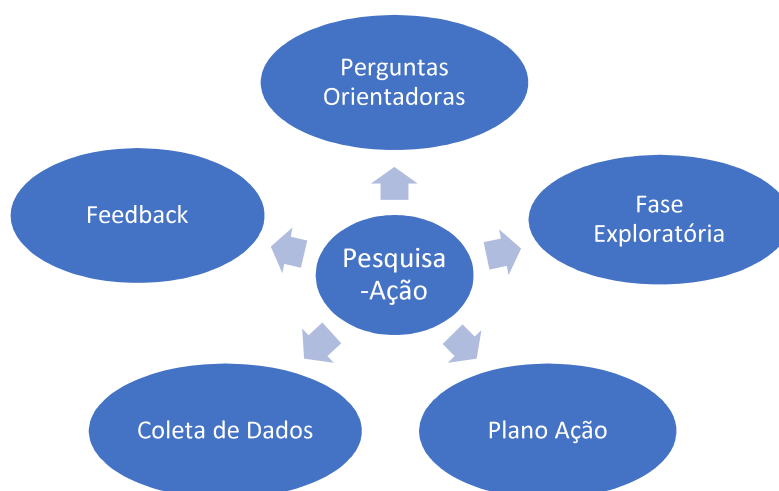 Perguntas
Orientadoras
Feedback
Fase
Exploratória
Pesquisa
-Ação
Coleta de Dados
Plano Ação